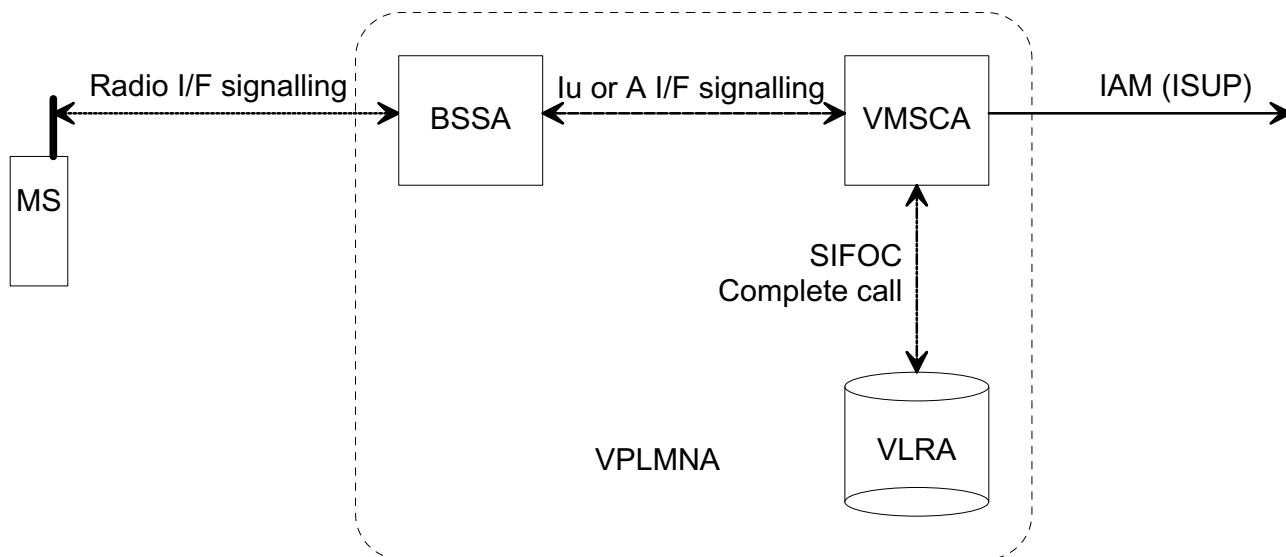 Radio I/F signalling
Iu or A I/F signalling
IAM (ISUP)
BSSA
VMSCA
MS
SIFOC
Complete call
VPLMNA
VLRA